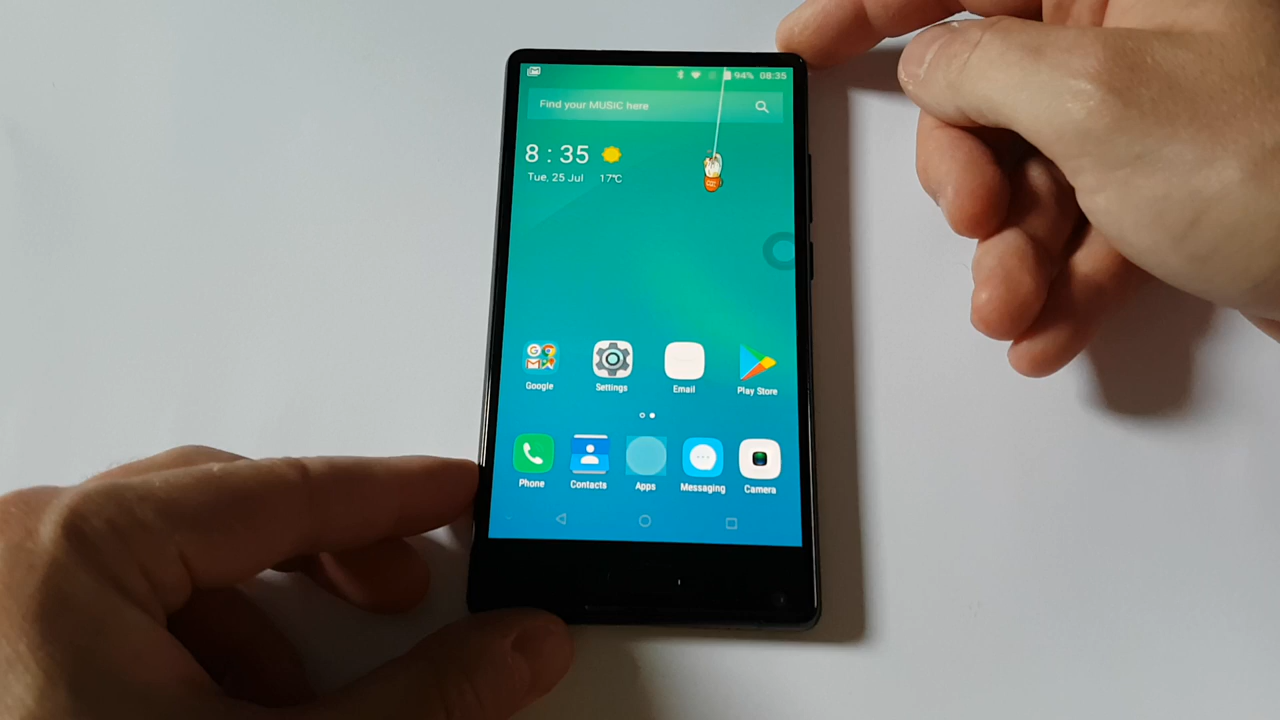 94% 08:35
Find your MUSIC here
8 : 35
Tue, 25 Jul 17℃
Google Settings Email Play Store
Phone Contacts Apps Messaging Camera